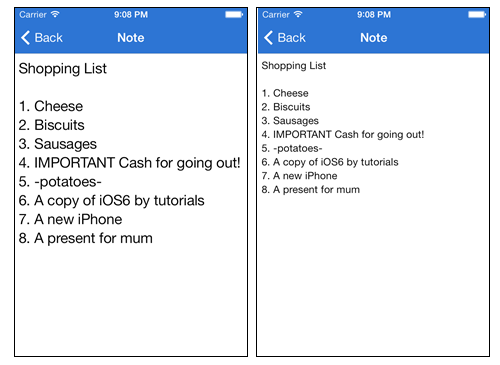 Carrier 9:08 PM
Back Note
Shopping List
1. Cheese
2. Biscuits
3. Sausages
4. IMPORTANT Cash for going out!
5. -potatoes-
6. A copy of iOS6 by tutorials
7. A new iPhone
8. A present for mum
Carrier 9:08 PM
Back Note
Shopping List
1. Cheese
2. Biscuits
3. Sausages
4. IMPORTANT Cash for going out!
5. -potatoes-
6. A copy of iOS6 by tutorials
7. A new iPhone
8. A present for mum